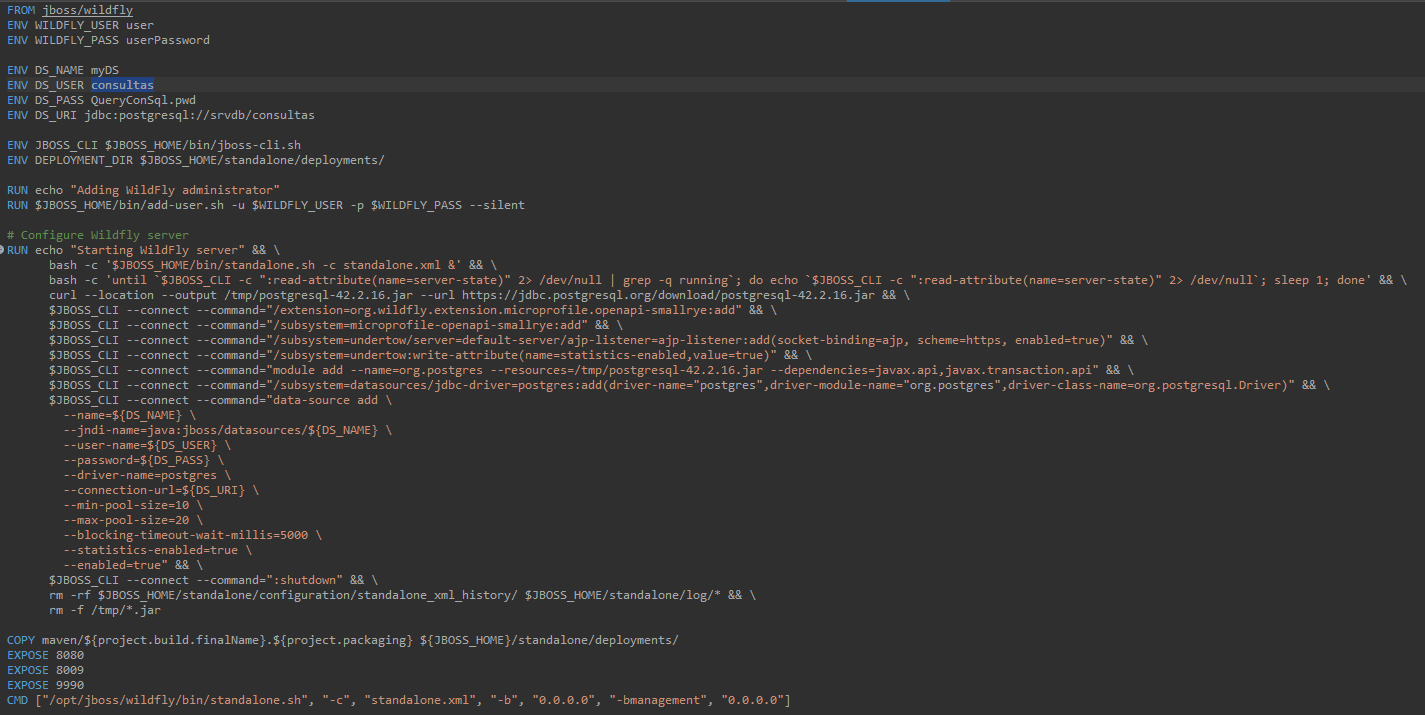 FROM jboss/wildfly
ENV WILDFLY_USER user
ENV WILDFLY_PASS userPassword
ENV DS_NAME myDS
ENV DS_USER consultas
ENV DS_PASS QueryConSql.pwd
ENV DS_URI jdbc:postgresql://srvdb/consultas
ENV JBOSS_CLI $JBOSS_HOME/bin/jboss-cli.sh
ENV DEPLOYMENT_DIR $JBOSS_HOME/standalone/deployments/
RUN echo "Adding WildFly administrator"
RUN $JBOSS_HOME/bin/add-user.sh -u $WILDFLY_USER -p $WILDFLY_PASS --silent
# Configure Wildfly server
RUN echo "Starting WildFly server" && \
bash -c '$JBOSS_HOME/bin/standalone.sh -c standalone.xml &' && \
bash -c 'until `$JBOSS_CLI -c ":read-attribute(name=server-state)" 2> /dev/null | grep -q running`; do echo `$JBOSS_CLI -c ":read-attribute(name=server-state)" 2> /dev/null`; sleep 1; done' && \
curl --location --output /tmp/postgresql-42.2.16.jar --url https://jdbc.postgresql.org/download/postgresql-42.2.16.jar && \
$JBOSS_CLI --connect --command="/extension=org.wildfly.extension.microprofile.openapi-smallrye:add" && \
$JBOSS_CLI --connect --command="/subsystem=microprofile-openapi-smallrye:add" && \
$JBOSS_CLI --connect --command="/subsystem=undertow/server=default-server/ajp-listener=ajp-listener:add(socket-binding=ajp, scheme=https, enabled=true)" && \
$JBOSS_CLI --connect --command="/subsystem=undertow:write-attribute(name=statistics-enabled,value=true)" && \
$JBOSS_CLI --connect --command="module add --name=org.postgres --resources=/tmp/postgresql-42.2.16.jar --dependencies=javax.api,javax.transaction.api" && \
$JBOSS_CLI --connect --command="/subsystem=datasources/jdbc-driver=postgres:add(driver-name="postgres",driver-module-name="org.postgres",driver-class-name=org.postgresql.Driver)" && \
$JBOSS_CLI --connect --command="data-source add \
--name=${DS_NAME} \
--jndi-name=java:jboss/datasources/${DS_NAME} \
--user-name=${DS_USER} \
--password=${DS_PASS} \
--driver-name=postgres \
--connection-url=${DS_URI} \
--min-pool-size=10 \
--max-pool-size=20 \
--blocking-timeout-wait-millis=5000 \
--statistics-enabled=true \
--enabled=true" && \
$JBOSS_CLI --connect --command=":shutdown" && \
rm -rf $JBOSS_HOME/standalone/configuration/standalone_xml_history/ $JBOSS_HOME/standalone/log/* && \
rm -f /tmp/*.jar
COPY maven/${project.build.finalName}.${project.packaging} ${JBOSS_HOME}/standalone/deployments/
EXPOSE 8080
EXPOSE 8009
EXPOSE 9990
CMD ["/opt/jboss/wildfly/bin/standalone.sh", "-c", "standalone.xml", "-b", "0.0.0.0", "-bmanagement", "0.0.0.0"]